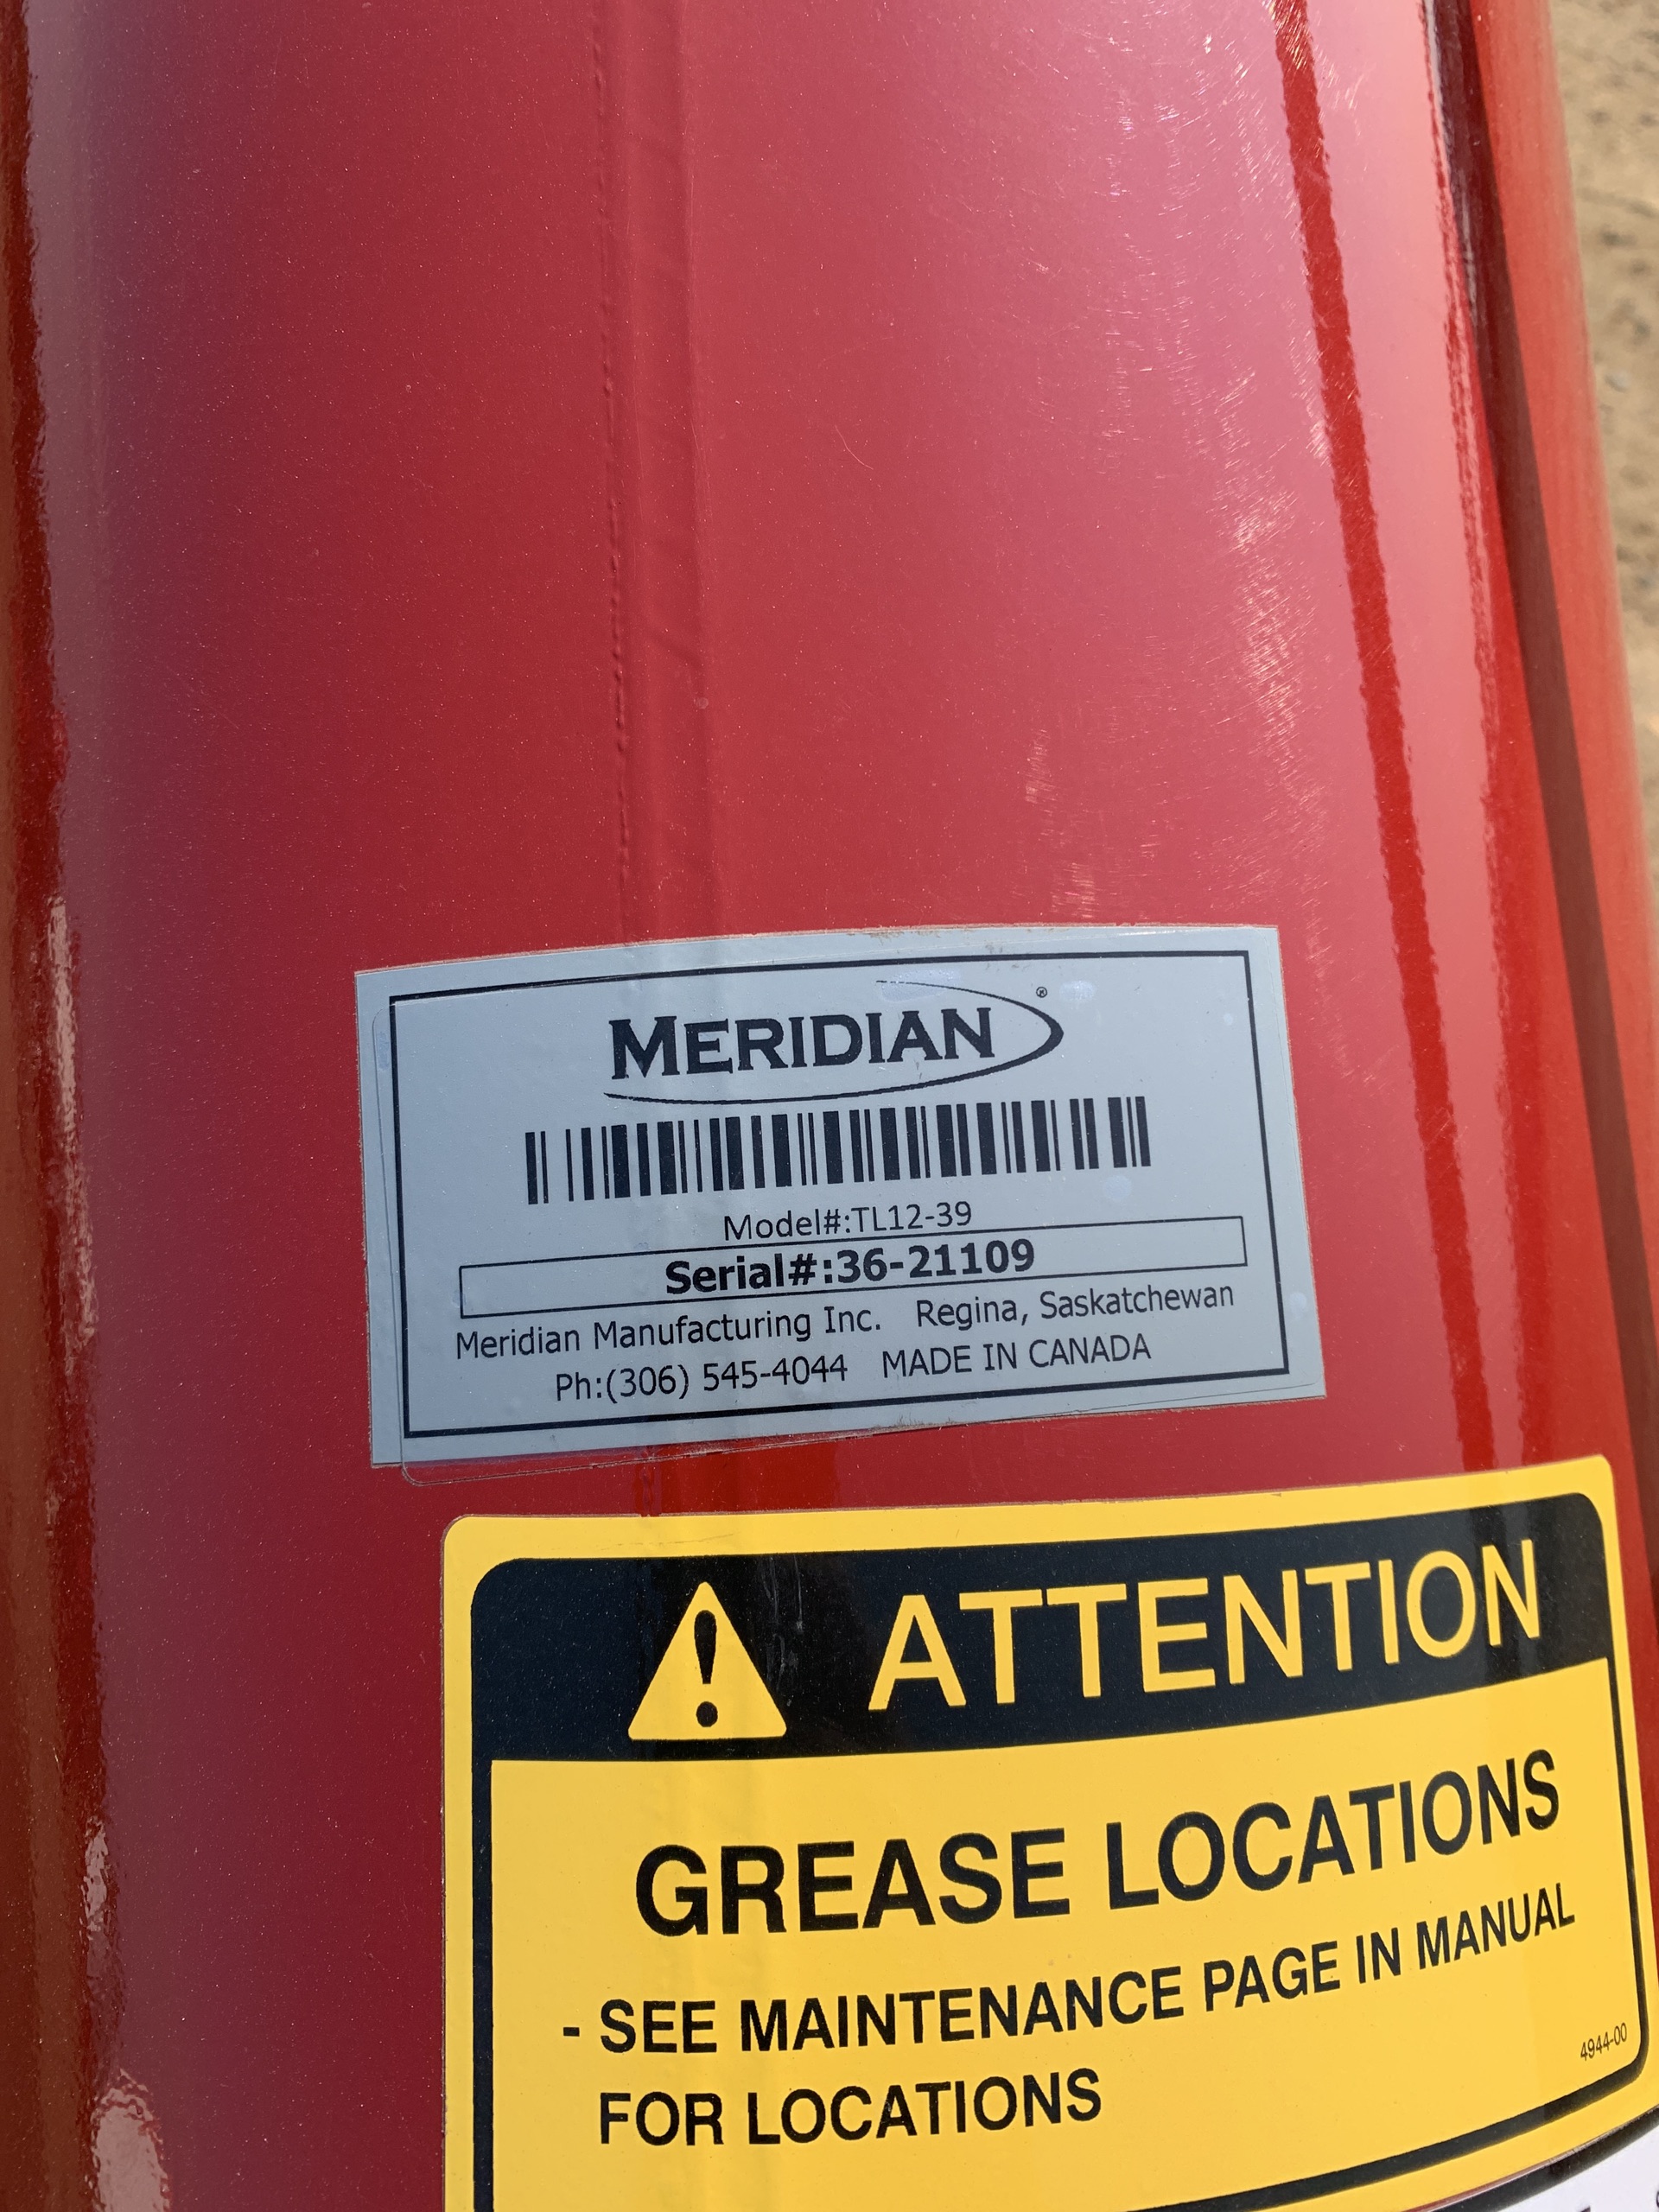 MERIDIAN®
Model#:TL12-39
Serial#:36-21109
Meridian Manufacturing Inc. Regina, Saskatchewan
Ph:(306) 545-4044 MADE IN CANADA
ATTENTION
GREASE LOCATIONS
- SEE MAINTENANCE PAGE IN MANUAL
FOR LOCATIONS
4944-00